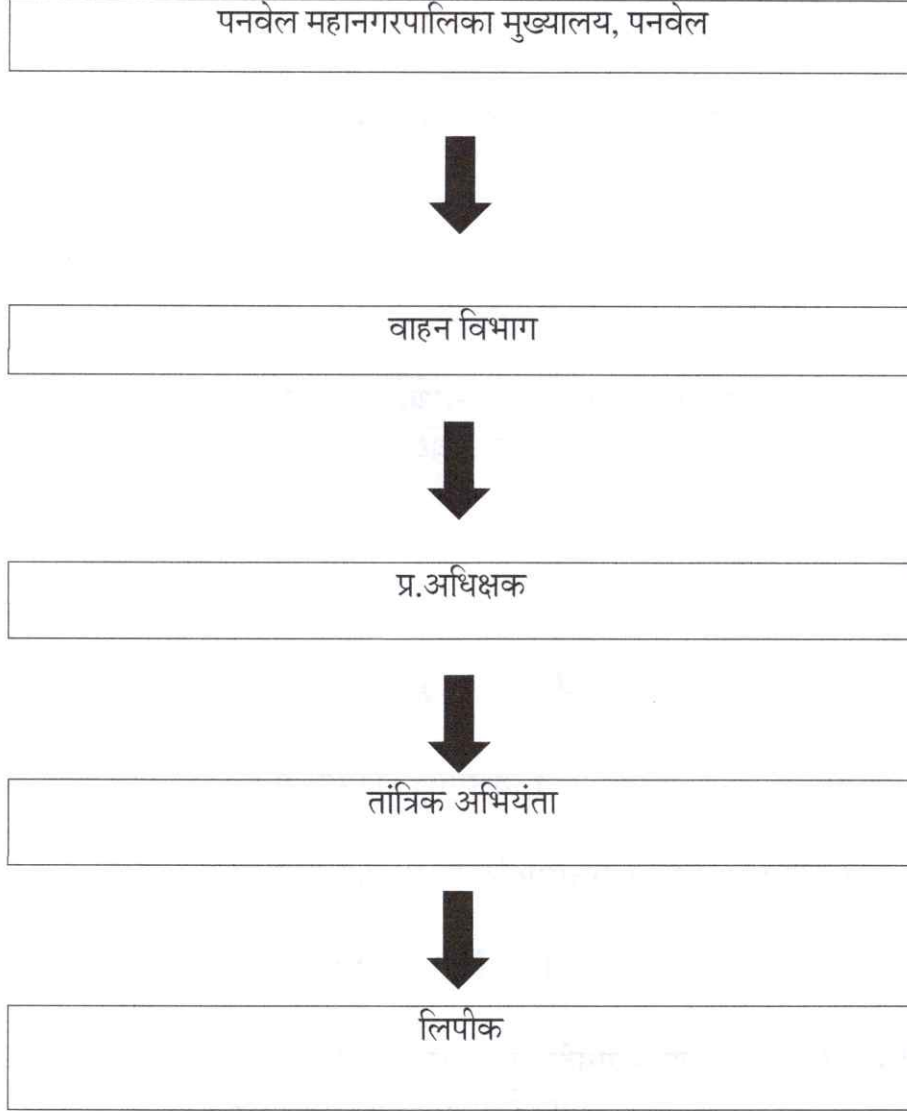 पनवेल महानगरपालिका मुख्यालय, पनवेल
वाहन विभाग
प्र.अधिक्षक
तांत्रिक अभियंता
लिपीक